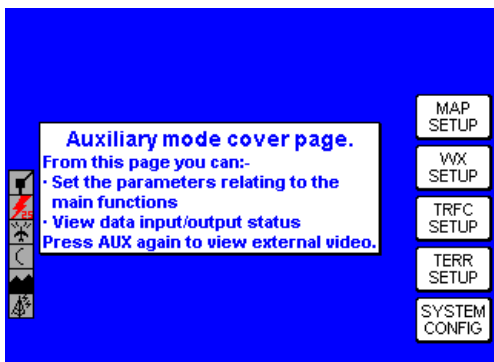 Auxiliary mode cover page.
From this page you can:-
· Set the parameters relating to the
main functions
· View data input/output status
Press AUX again to view external video.
25
MAP
SETUP
WX
SETUP
TRFC
SETUP
TERR
SETUP
SYSTEM
CONFIG